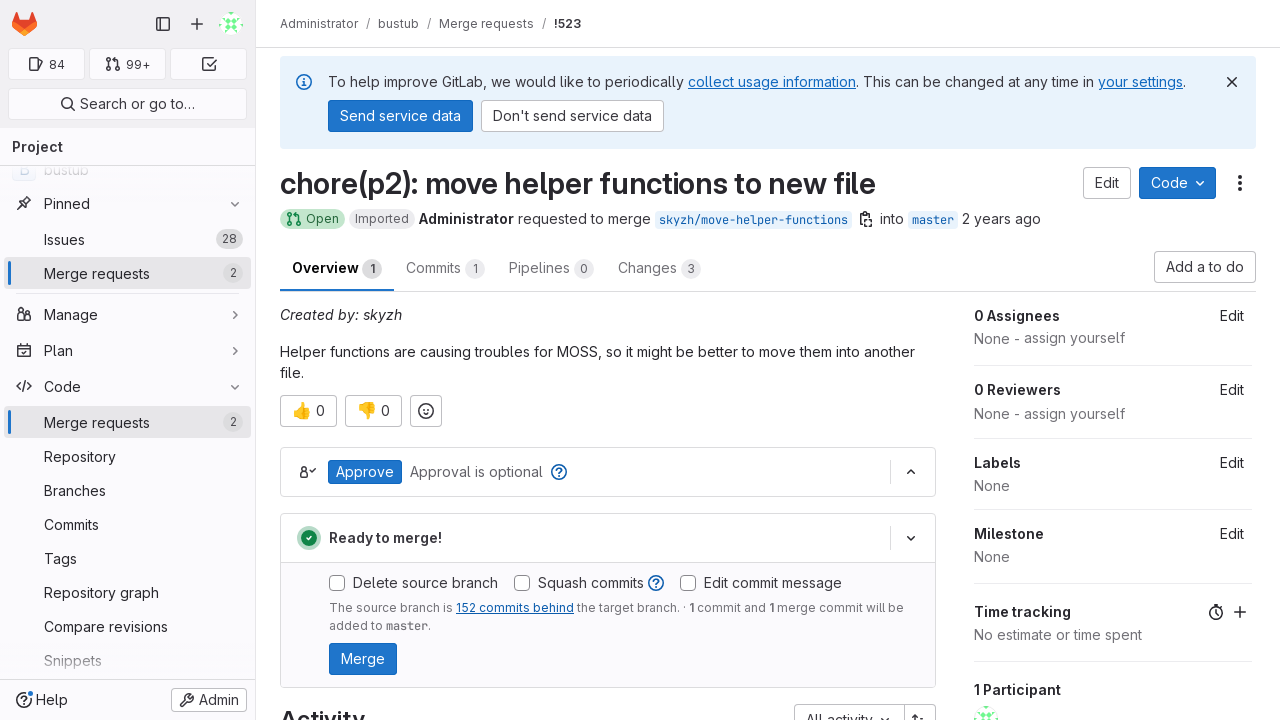 Administrator / bustub / Merge requests / !523
84
99+
Search or go to…
Project
bustub
Pinned
Issues 28
Merge requests 2
Manage
Plan
Code
Merge requests 2
Repository
Branches
Commits
Tags
Repository graph
Compare revisions
Snippets
Help
Admin
To help improve GitLab, we would like to periodically collect usage information. This can be changed at any time in your settings.
Send service data
Don't send service data
chore(p2): move helper functions to new file
Edit
Code
Open Imported Administrator requested to merge skyzh/move-helper-functions into master 2 years ago
Overview 1
Commits 1
Pipelines 0
Changes 3
Add a to do
Created by: skyzh
Helper functions are causing troubles for MOSS, so it might be better to move them into another
file.
👍 0
👎 0
Approve Approval is optional
Ready to merge!
Delete source branch
Squash commits
Edit commit message
The source branch is 152 commits behind the target branch. · 1 commit and 1 merge commit will be
added to master.
Merge
Activity
All activity
0 Assignees Edit
None - assign yourself
0 Reviewers Edit
None - assign yourself
Labels Edit
None
Milestone Edit
None
Time tracking
No estimate or time spent
1 Participant